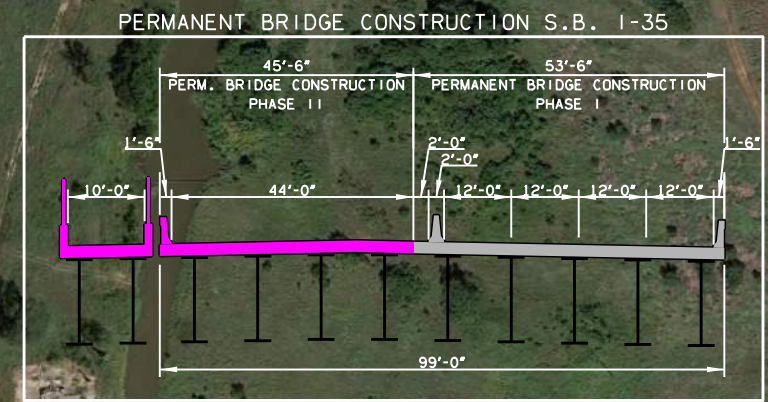 PERMANENT BRIDGE CONSTRUCTION S.B. I-35
45'-6"
53'-6"
PERM. BRIDGE CONSTRUCTION
PHASE II
PERMANENT BRIDGE CONSTRUCTION
PHASE I
1'-6"
2'-0"
2'-0"
1'-6"
10'-0"
44'-0"
12'-0"
12'-0"
12'-0"
12'-0"
99'-0"